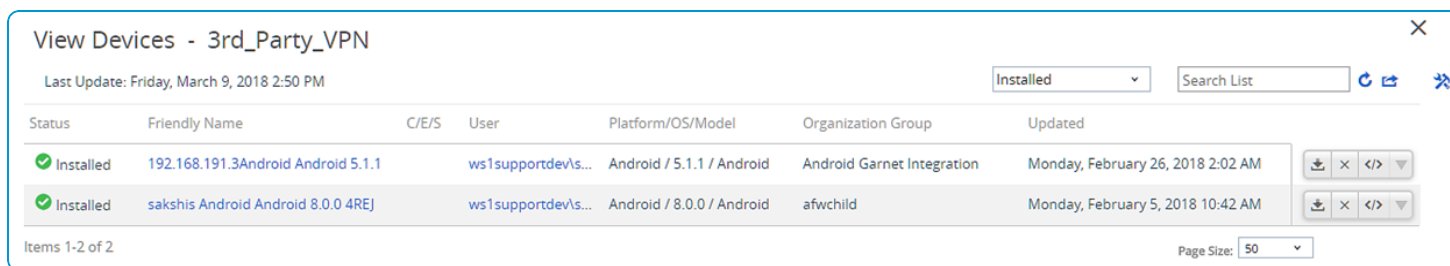 View Devices - 3rd_Party_VPN
Last Update: Friday, March 9, 2018 2:50 PM Installed Search List
Status Friendly Name C/E/S User Platform/OS/Model Organization Group Updated
Installed 192.168.191.3Android Android 5.1.1 ws1supportdev\s... Android / 5.1.1 / Android Android Garnet Integration Monday, February 26, 2018 2:02 AM
Installed sakshis Android Android 8.0.0 4REJ ws1supportdev\s... Android / 8.0.0 / Android afwchild Monday, February 5, 2018 10:42 AM
Items 1-2 of 2 Page Size: 50